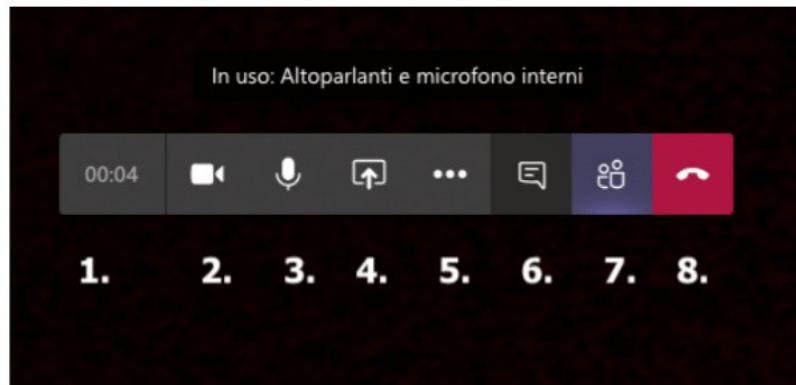 In uso: Altoparlanti e microfono interni
00:04
1. 2. 3. 4. 5. 6. 7. 8.